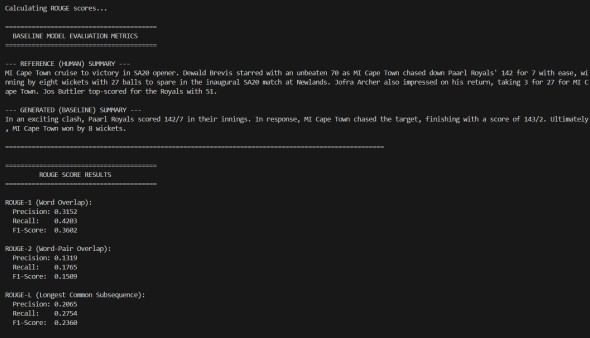 Calculating ROUGE scores...
========================================
BASELINE MODEL EVALUATION METRICS
========================================
--- REFERENCE (HUMAN) SUMMARY ---
MI Cape Town cruise to victory in SA20 opener. Dewald Brevis starred with an unbeaten 70 as MI Cape Town chased down Paarl Royals' 142 for 7 with ease, wi
nning by eight wickets with 27 balls to spare in the inaugural SA20 match at Newlands. Jofra Archer also impressed on his return, taking 3 for 27 for MI C
ape Town. Jos Buttler top-scored for the Royals with 51.
--- GENERATED (BASELINE) SUMMARY ---
In an exciting clash, Paarl Royals scored 142/7 in their innings. In response, MI Cape Town chased the target, finishing with a score of 143/2. Ultimately
, MI Cape Town won by 8 wickets.
====================================================================================================
========================================
ROUGE SCORE RESULTS
========================================
ROUGE-1 (Word Overlap):
Precision: 0.3152
Recall: 0.4203
F1-Score: 0.3602
ROUGE-2 (Word-Pair Overlap):
Precision: 0.1319
Recall: 0.1765
F1-Score: 0.1509
ROUGE-L (Longest Common Subsequence):
Precision: 0.2065
Recall: 0.2754
F1-Score: 0.2360